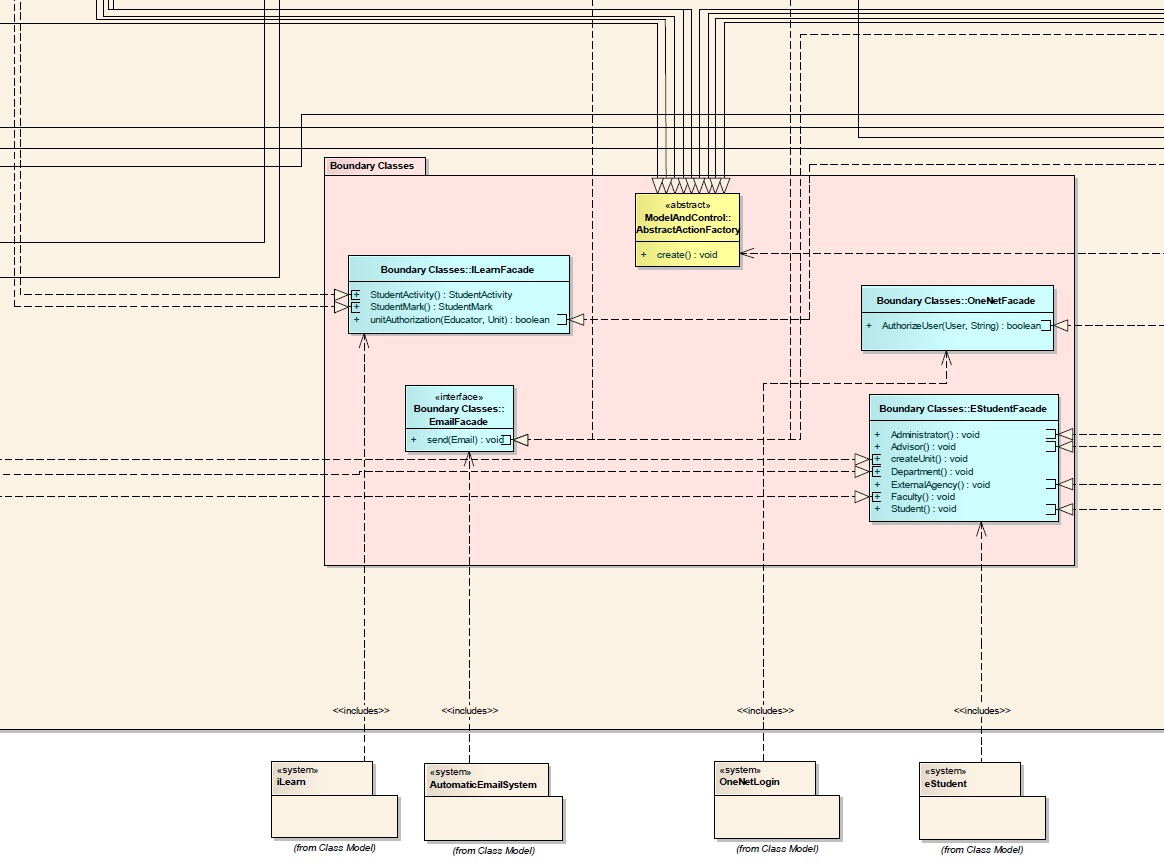 Boundary Classes
«abstract»
ModelAndControl::
AbstractActionFactory
+ create() : void
Boundary Classes::ILearnFacade
+ StudentActivity() : StudentActivity
+ StudentMark() : StudentMark
+ unitAuthorization(Educator, Unit) : boolean
Boundary Classes::OneNetFacade
+ AuthorizeUser(User, String) : boolean
«interface»
Boundary Classes::
EmailFacade
+ send(Email) : void
Boundary Classes::EStudentFacade
+ Administrator() : void
+ Advisor() : void
+ createUnit() : void
+ Department() : void
+ ExternalAgency() : void
+ Faculty() : void
+ Student() : void
<<includes>>
<<includes>>
<<includes>>
<<includes>>
«system»
iLearn
(from Class Model)
«system»
AutomaticEmailSystem
(from Class Model)
«system»
OneNetLogin
(from Class Model)
«system»
eStudent
(from Class Model)